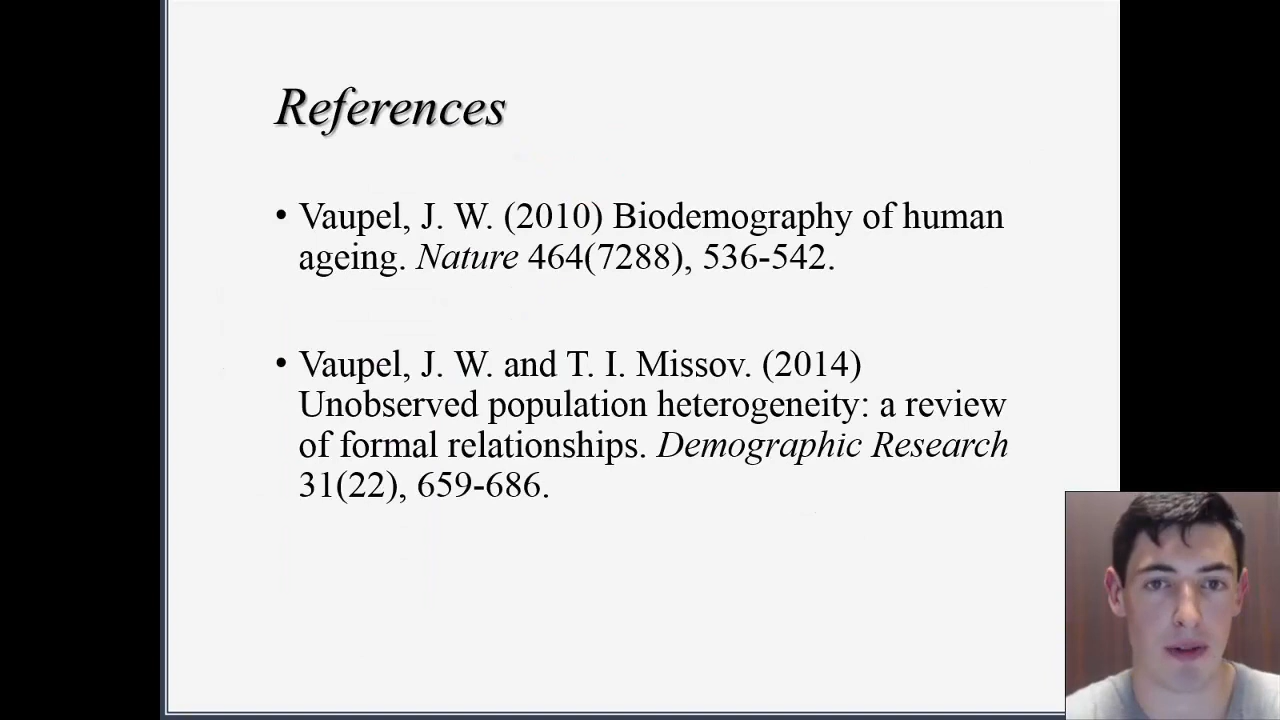 References
• Vaupel, J. W. (2010) Biodemography of human
ageing. Nature 464(7288), 536-542.
• Vaupel, J. W. and T. I. Missov. (2014)
Unobserved population heterogeneity: a review
of formal relationships. Demographic Research
31(22), 659-686.